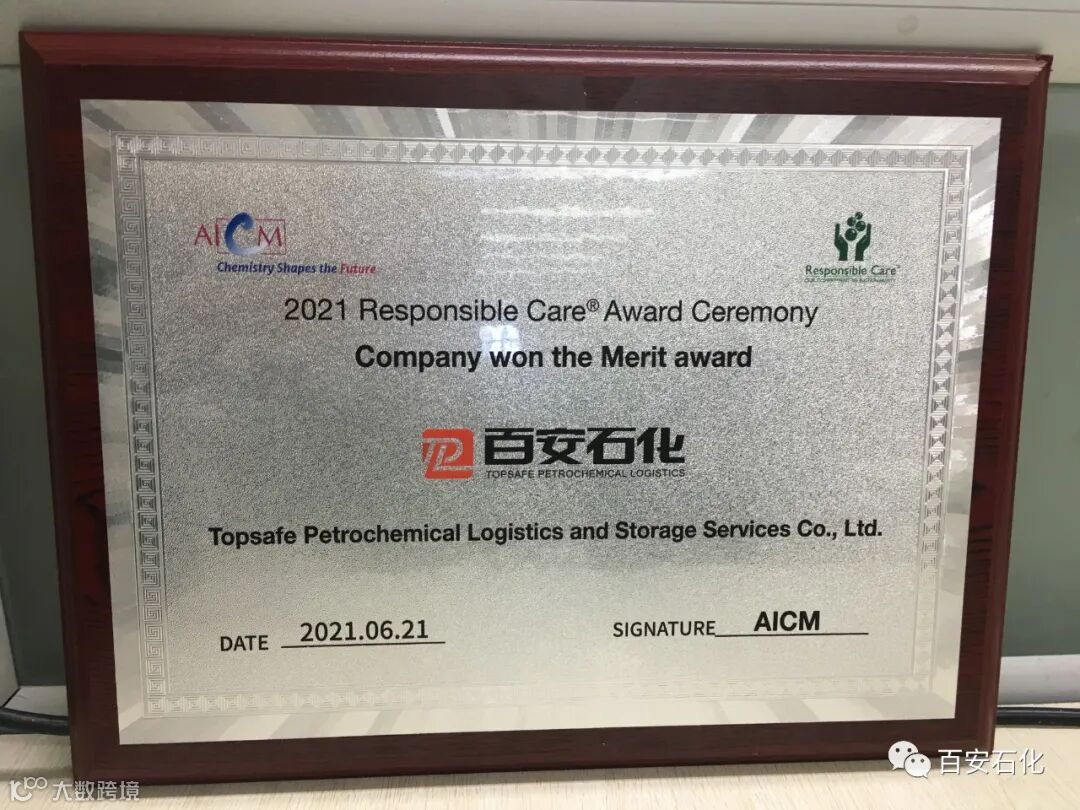 AICM
Chemistry Shapes the Future
Responsible Care
2021 Responsible Care® Award Ceremony
Company won the Merit award
百安石化
TOPSAFE PETROCHEMICAL LOGISTICS
Topsafe Petrochemical Logistics and Storage Services Co., Ltd.
DATE 2021.06.21
SIGNATURE AICM
百安石化
大数跨境